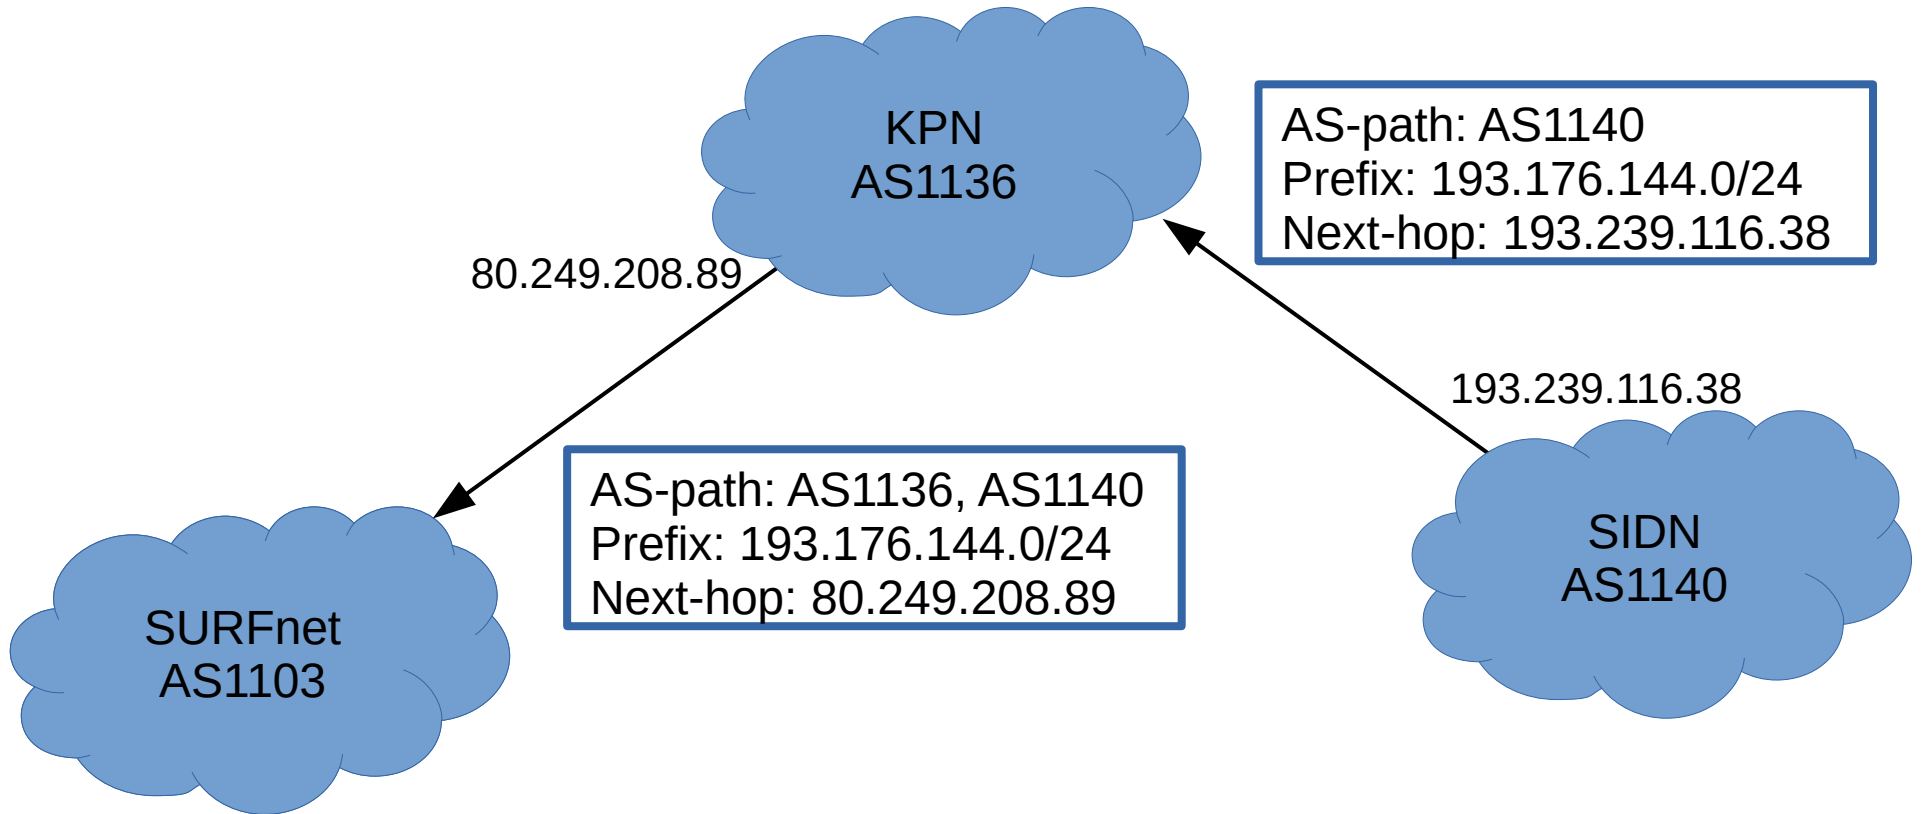 KPN
AS1136
AS-path: AS1140
Prefix: 193.176.144.0/24
Next-hop: 193.239.116.38
80.249.208.89
193.239.116.38
AS-path: AS1136, AS1140
Prefix: 193.176.144.0/24
Next-hop: 80.249.208.89
SIDN
AS1140
SURFnet
AS1103